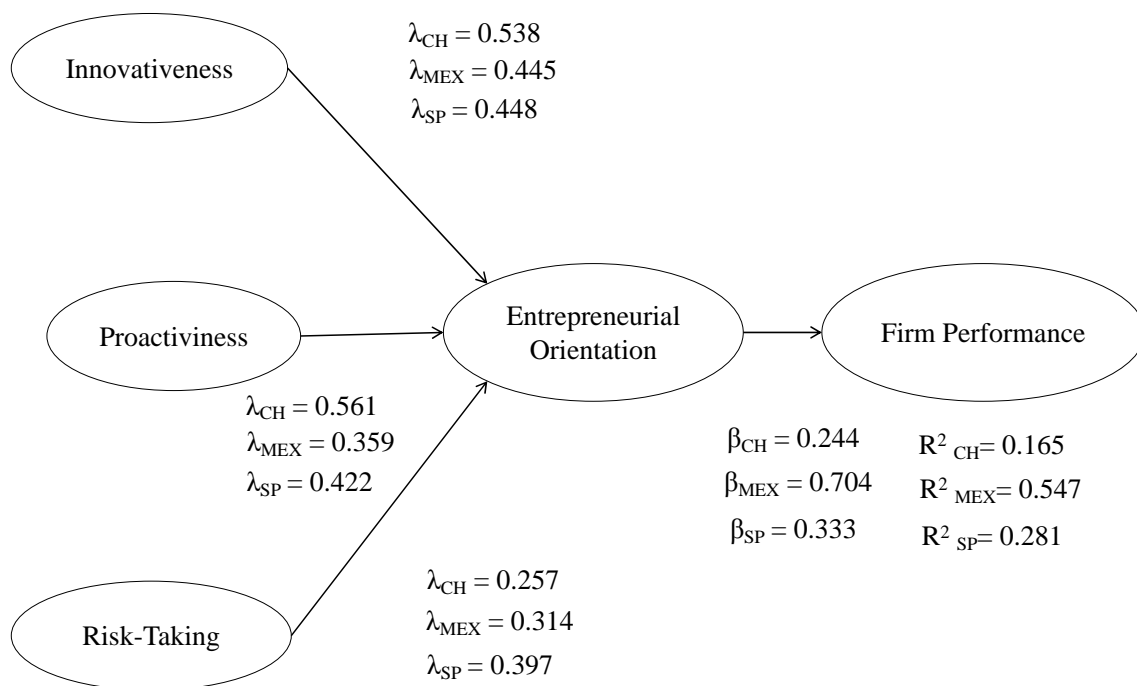 Innovativeness
λCH = 0.538
λMEX = 0.445
λSP = 0.448
Proactiviness
λCH = 0.561
λMEX = 0.359
λSP = 0.422
Entrepreneurial
Orientation
Firm Performance
βCH = 0.244
βMEX = 0.704
βSP = 0.333
R² CH= 0.165
R² MEX= 0.547
R² SP= 0.281
Risk-Taking
λCH = 0.257
λMEX = 0.314
λSP = 0.397